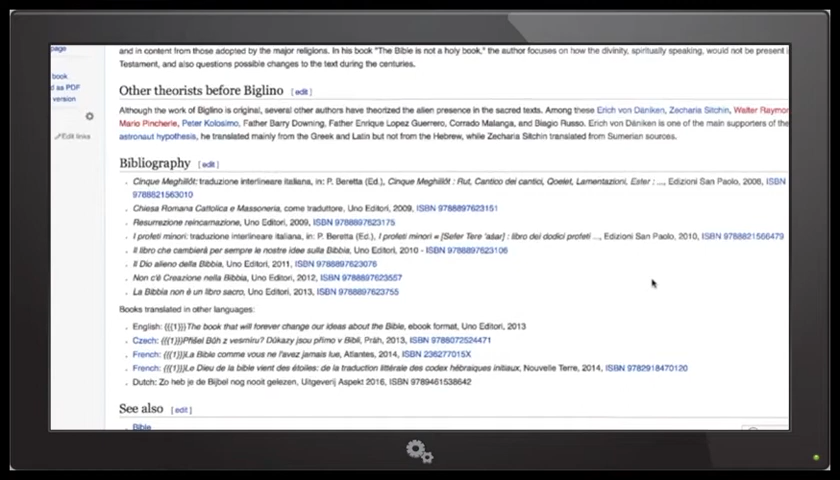 page
book
d as PDF
version
Edit links
and in content from those adopted by the major religions. In his book "The Bible is not a holy book," the author focuses on how the divinity, spiritually speaking, would not be present i
Testament, and also questions possible changes to the text during the centuries.
Other theorists before Biglino [ edit ]
Although the work of Biglino is original, several other authors have theorized the alien presence in the sacred texts. Among these Erich von Däniken, Zecharia Sitchin, Walter Raymon
Mario Pincherle, Peter Kolosimo, Father Barry Downing, Father Enrique Lopez Guerrero, Corrado Malanga, and Biagio Russo. Erich von Däniken is one of the main supporters of the
astronaut hypothesis, he translated mainly from the Greek and Latin but not from the Hebrew, while Zecharia Sitchin translated from Sumerian sources.
Bibliography [ edit ]
Cinque Meghillôt: traduzione interlineare italiana, in: P. Beretta (Ed.), Cinque Meghillôt : Rut, Cantico dei cantici, Qoelet, Lamentazioni, Ester : ..., Edizioni San Paolo, 2008, ISBN
9788821563010
Chiesa Romana Cattolica e Massoneria, come traduttore, Uno Editori, 2009, ISBN 9788897623151
Resurrezione reincarnazione, Uno Editori, 2009, ISBN 9788897623175
I profeti minori: traduzione interlineare italiana, in: P. Beretta (Ed.), I profeti minori = [Sefer Tere 'aśar] : libro dei dodici profeti ..., Edizioni San Paolo, 2010, ISBN 9788821566479
Il libro che cambierà per sempre le nostre idee sulla Bibbia, Uno Editori, 2010 - ISBN 9788897623106
Il Dio alieno della Bibbia, Uno Editori, 2011, ISBN 9788897623076
Non c'è Creazione nella Bibbia, Uno Editori, 2012, ISBN 9788897623557
La Bibbia non è un libro sacro, Uno Editori, 2013, ISBN 9788897623755
Books translated in other languages:
English: {{{1}}}The book that will forever change our ideas about the Bible, ebook format, Uno Editori, 2013
Czech: {{{1}}}Přišel Bůh z vesmíru? Důkazy jsou přímo v Bibli, Práh, 2013, ISBN 9788072524471
French: {{{1}}}La Bible comme vous ne l'avez jamais lue, Atlantes, 2014, ISBN 236277015X
French: {{{1}}}Le Dieu de la bible vient des étoiles: de la traduction littérale des codex hébraïques initiaux, Nouvelle Terre, 2014, ISBN 9782918470120
Dutch: Zo heb je de Bijbel nog nooit gelezen, Uitgeverij Aspekt 2016, ISBN 9789461538642
See also [ edit ]
Bible